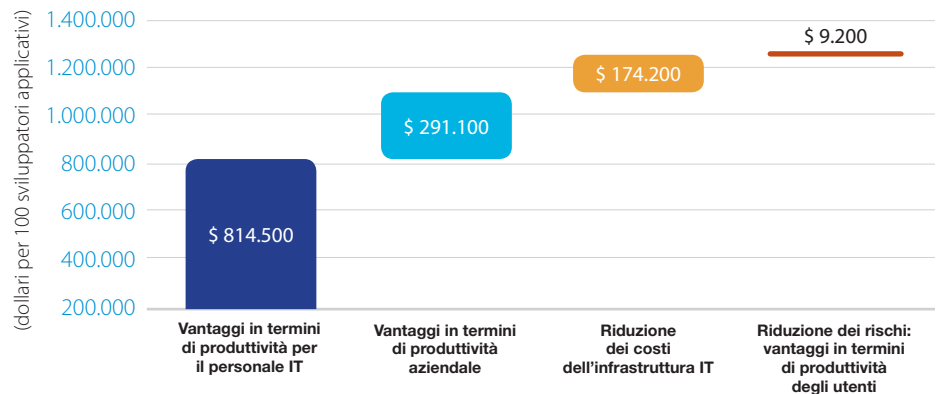 (dollari per 100 sviluppatori applicativi)
1.400.000
1.200.000
1.000.000
800.000
600.000
400.000
200.000
$ 814.500
$ 291.100
$ 174.200
$ 9.200
Vantaggi in termini
di produttività per
il personale IT
Vantaggi in termini
di produttività
aziendale
Riduzione
dei costi
dell’infrastruttura IT
Riduzione dei rischi:
vantaggi in termini
di produttività
degli utenti